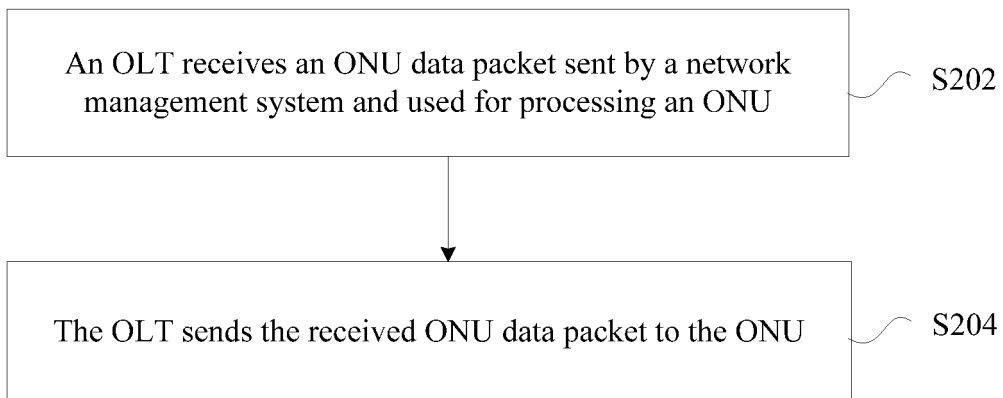 An OLT receives an ONU data packet sent by a network
management system and used for processing an ONU
S202
The OLT sends the received ONU data packet to the ONU
S204